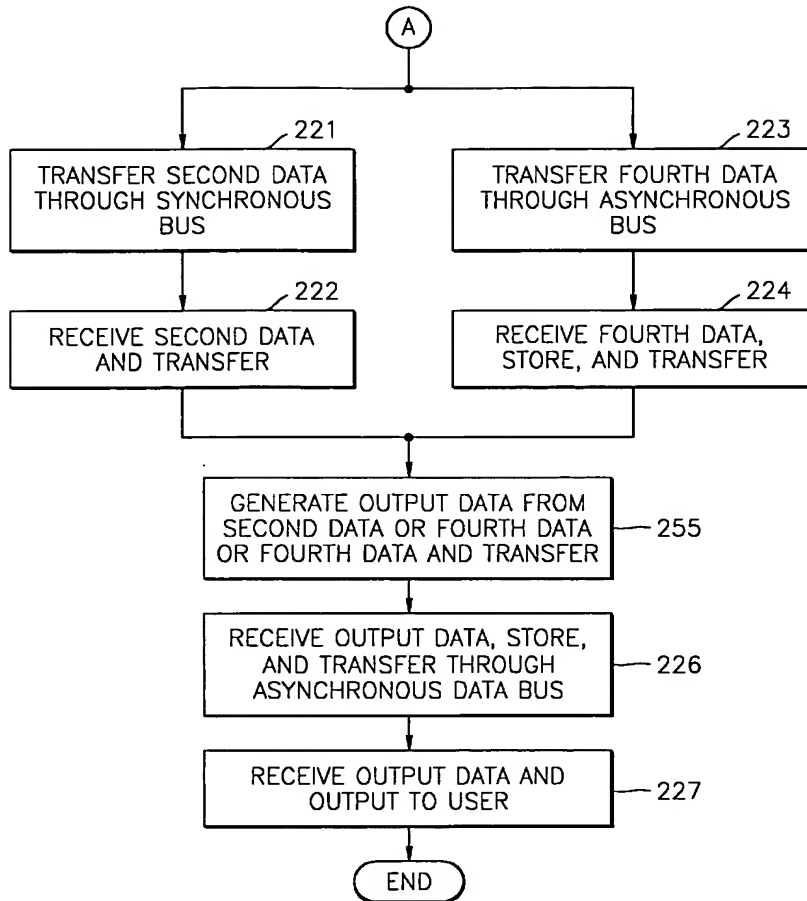 A
221
TRANSFER SECOND DATA
THROUGH SYNCHRONOUS
BUS
223
TRANSFER FOURTH DATA
THROUGH ASYNCHRONOUS
BUS
222
RECEIVE SECOND DATA
AND TRANSFER
224
RECEIVE FOURTH DATA,
STORE, AND TRANSFER
GENERATE OUTPUT DATA FROM
SECOND DATA OR FOURTH DATA
OR FOURTH DATA AND TRANSFER
255
RECEIVE OUTPUT DATA, STORE,
AND TRANSFER THROUGH
ASYNCHRONOUS DATA BUS
226
RECEIVE OUTPUT DATA AND
OUTPUT TO USER
227
END